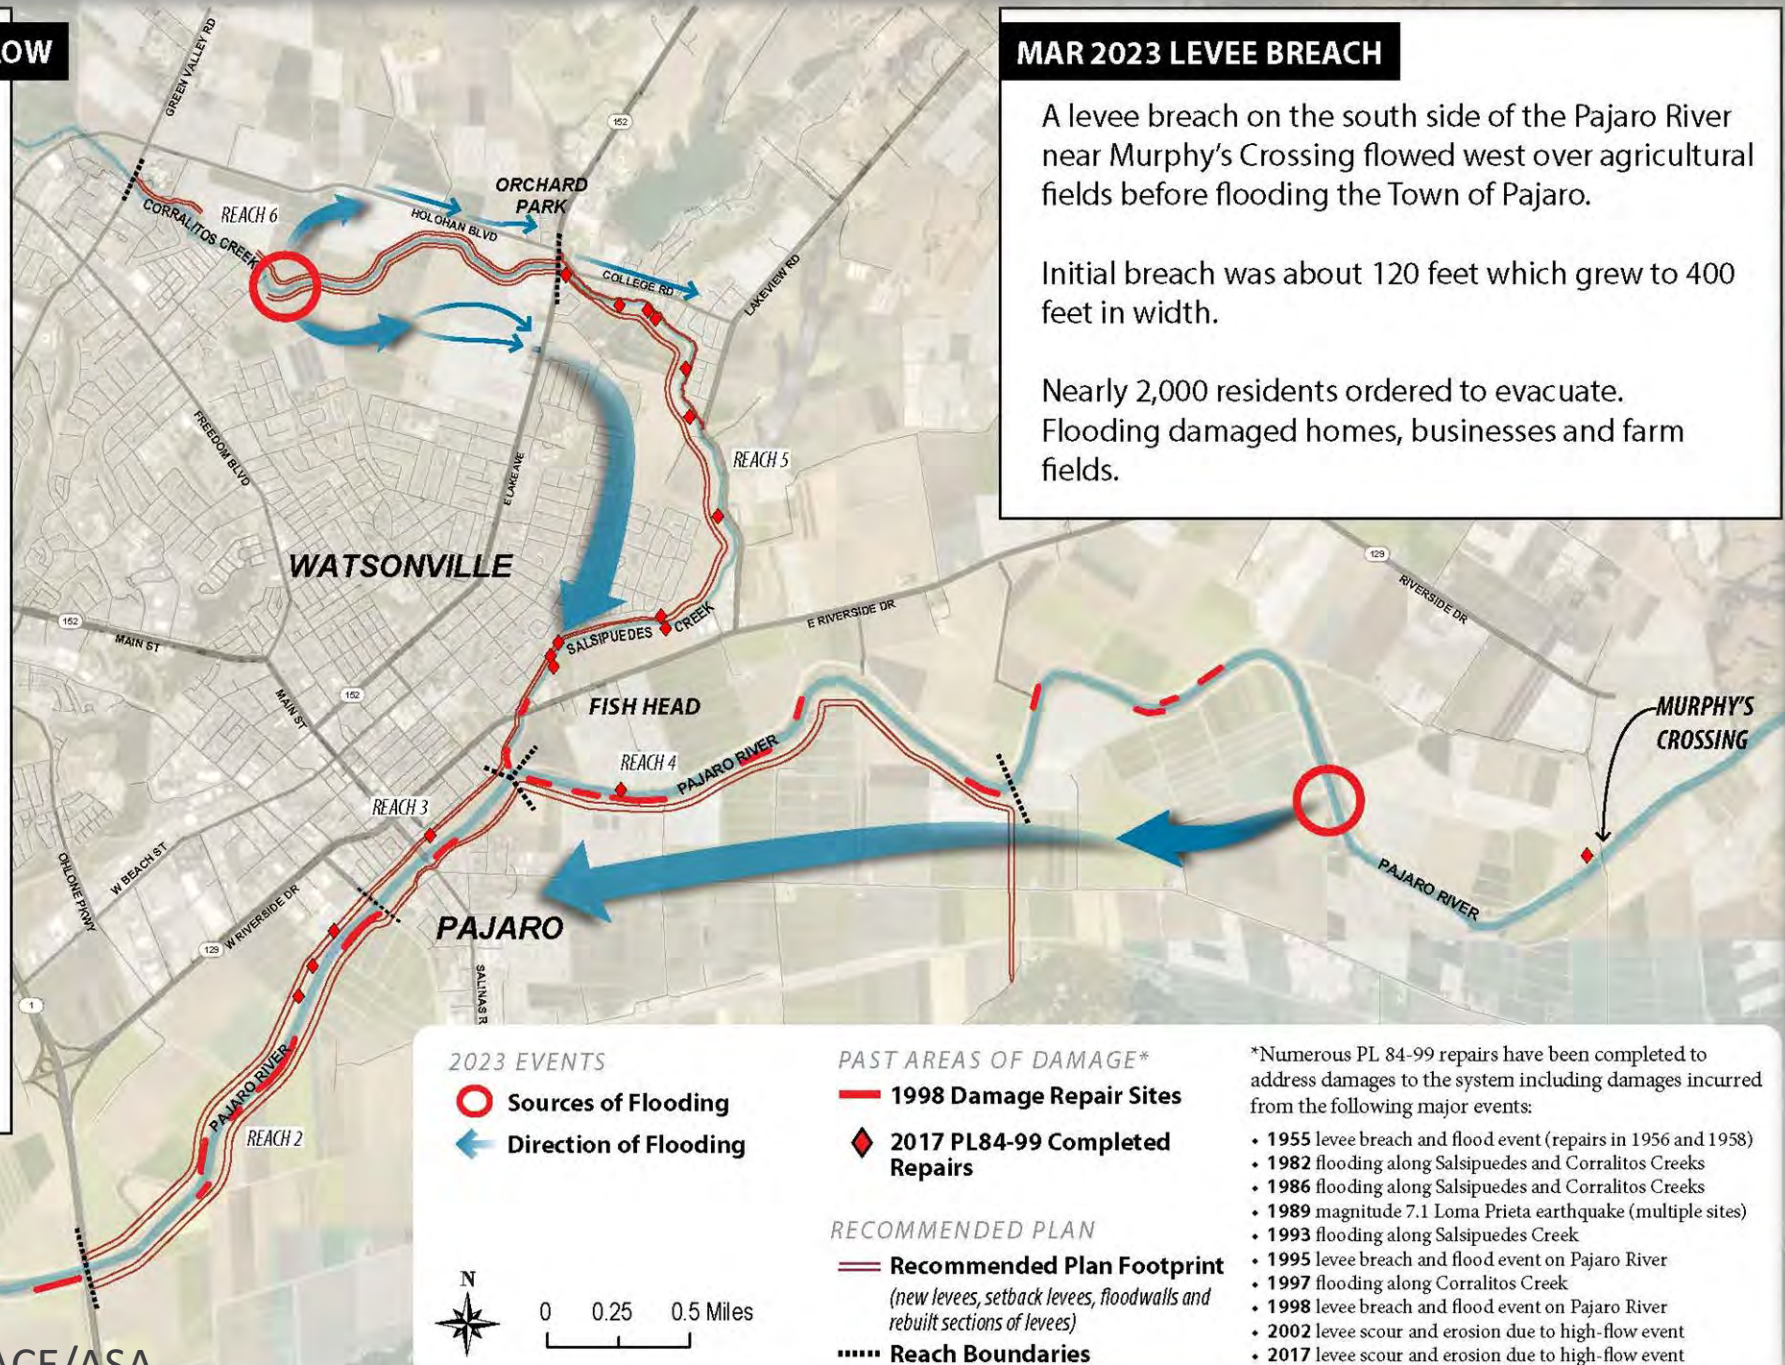 OW
MAR 2023 LEVEE BREACH
A levee breach on the south side of the Pajaro River
near Murphy's Crossing flowed west over agricultural
fields before flooding the Town of Pajaro.
Initial breach was about 120 feet which grew to 400
feet in width.
Nearly 2,000 residents ordered to evacuate.
Flooding damaged homes, businesses and farm
fields.
GREEN VALLEY RD
152
ORCHARD
PARK
REACH 6
HOLOHAN BLVD
CORRALITOS CREEK
COLLEGE RD
LAKEVIEW RD
FREEDOM BLVD
E LAKE AVE
REACH 5
WATSONVILLE
129
RIVERSIDE DR
152
MAIN ST
SALSIPUEDES CREEK
E RIVERSIDE DR
MAIN ST
152
FISH HEAD
MURPHY'S
CROSSING
REACH 4
PAJARO RIVER
REACH 3
OHLONE PKWY
W BEACH ST
W RIVERSIDE DR
129
PAJARO RIVER
PAJARO
SALINAS R
1
PAJARO RIVER
REACH 2
2023 EVENTS
Sources of Flooding
Direction of Flooding
N
0 0.25 0.5 Miles
PAST AREAS OF DAMAGE*
1998 Damage Repair Sites
2017 PL84-99 Completed
Repairs
RECOMMENDED PLAN
Recommended Plan Footprint
(new levees, setback levees, floodwalls and
rebuilt sections of levees)
Reach Boundaries
*Numerous PL 84-99 repairs have been completed to
address damages to the system including damages incurred
from the following major events:
• 1955 levee breach and flood event (repairs in 1956 and 1958)
• 1982 flooding along Salsipuedes and Corralitos Creeks
• 1986 flooding along Salsipuedes and Corralitos Creeks
• 1989 magnitude 7.1 Loma Prieta earthquake (multiple sites)
• 1993 flooding along Salsipuedes Creek
• 1995 levee breach and flood event on Pajaro River
• 1997 flooding along Corralitos Creek
• 1998 levee breach and flood event on Pajaro River
• 2002 levee scour and erosion due to high-flow event
• 2017 levee scour and erosion due to high-flow event
ACE/ASA